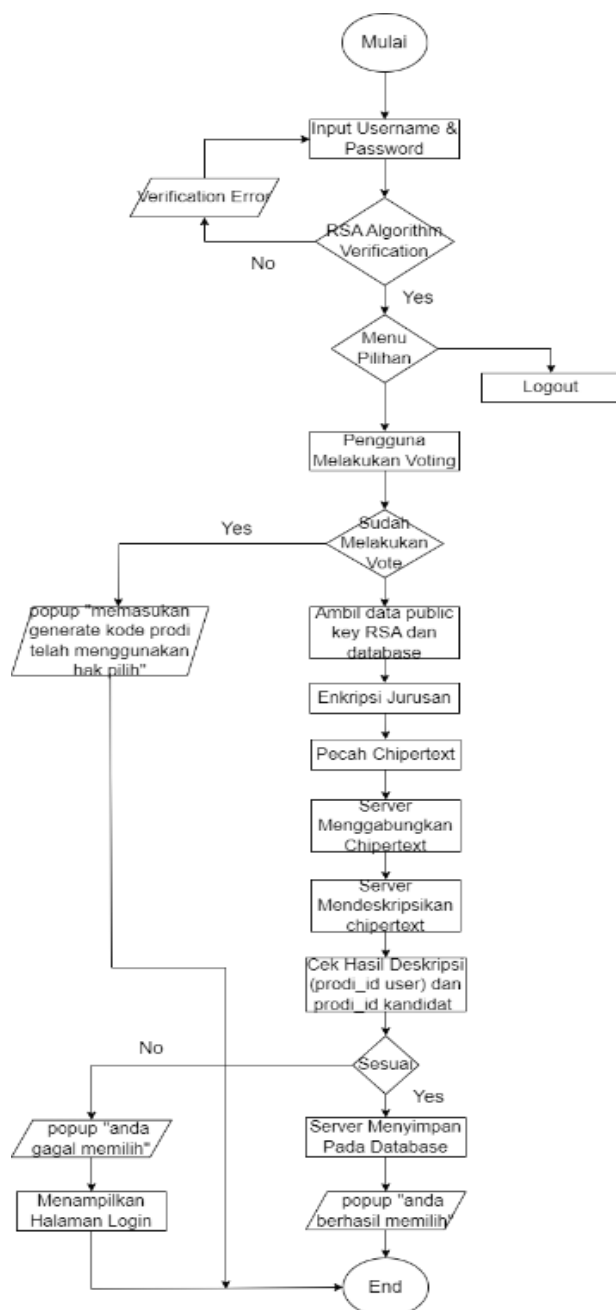 Mulai
Input Username &
Password
Verification Error
RSA Algorithm
Verification
No
Yes
Menu
Pilihan
Logout
Pengguna
Melakukan Voting
Yes
Sudah
Melakukan
Vote
popup "memasukan
generate kode prodi
telah menggunakan
hak pilih"
Ambil data public
key RSA dan
database
Enkripsi Jurusan
Pecah Chipertext
Server
Menggabungkan
Chipertext
Server
Mendeskripsikan
chipertext
Cek Hasil Deskripsi
(prodi_id user) dan
prodi_id kandidat
No
Sesuai
Yes
popup "anda
gagal memilih"
Server Menyimpan
Pada Database
Menampilkan
Halaman Login
popup "anda
berhasil memilih"
End